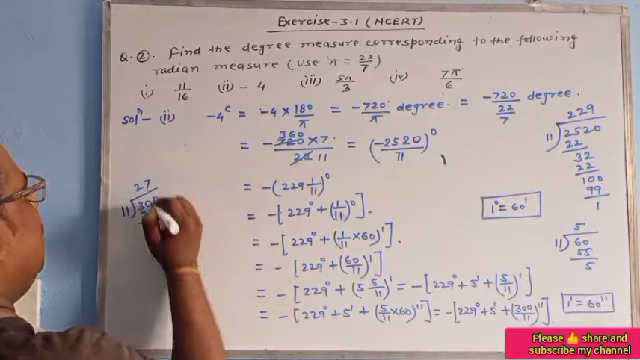 Exercise-3.1 (NCERT)
Q.② Find the degree measure corresponding to the following
radian measure (use π = 22/7)
(i) 11/16 (ii) - 4 (iii) 5π/3 (iv) 7π/6
Solⁿ- (ii) -4ᶜ = -4 × 180/π = -720/π degree = -720/(22/7) degree.
= - 360 720 × 7 / 22 11 = (-2520/11)°
= -(229 1/11)°
= -[229° + (1/11)°].
= -[229° + (1/11 × 60)'].
= -[229° + (60/11)']
= -[229° + (5 5/11)' = -[229° + 5' + (5/11)']
= -[229° + 5' + (5/11 × 60)''] = -[229° + 5' + (300/11)'']
27
11) 30
229
11) 2520
22
32
22
100
99
1
1° = 60'
5
11) 60
55
5
1' = 60''
Please 👍 share and
subscribe my channel